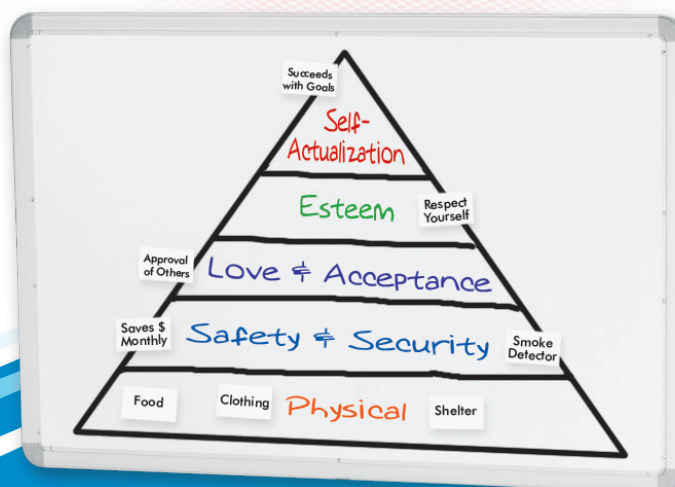 Succeeds
with Goals
Self-
Actualization
Esteem
Respect
Yourself
Approval
of Others
Love & Acceptance
Saves $
Monthly
Safety & Security
Smoke
Detector
Food
Clothing
Physical
Shelter